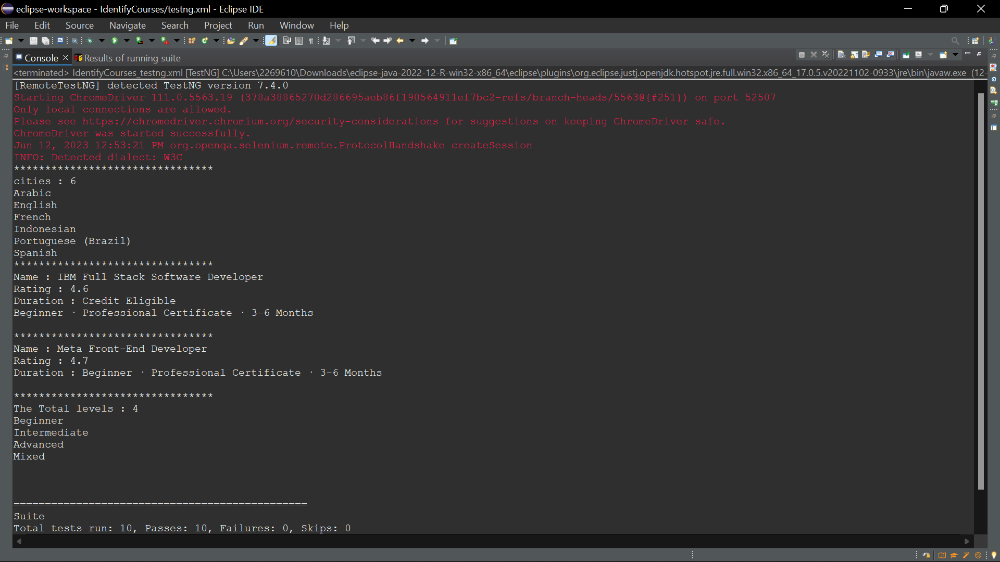 eclipse-workspace - IdentifyCourses/testng.xml - Eclipse IDE
File Edit Source Navigate Search Project Run Window Help
Console Results of running suite
<terminated> IdentifyCourses_testng.xml [TestNG] C:\Users\2269610\Downloads\eclipse-java-2022-12-R-win32-x86_64\eclipse\plugins\org.eclipse.justj.openjdk.hotspot.jre.full.win32.x86_64_17.0.5.v20221102-0933\jre\bin\javaw.exe (12-
[RemoteTestNG] detected TestNG version 7.4.0
Starting ChromeDriver 111.0.5563.19 (378a38865270d286695aeb86f190564911ef7bc2-refs/branch-heads/5563@{#251}) on port 52507
Only local connections are allowed.
Please see https://chromedriver.chromium.org/security-considerations for suggestions on keeping ChromeDriver safe.
ChromeDriver was started successfully.
Jun 12, 2023 12:53:21 PM org.openqa.selenium.remote.ProtocolHandshake createSession
INFO: Detected dialect: W3C
********************************
cities : 6
Arabic
English
French
Indonesian
Portuguese (Brazil)
Spanish
********************************
Name : IBM Full Stack Software Developer
Rating : 4.6
Duration : Credit Eligible
Beginner · Professional Certificate · 3-6 Months
********************************
Name : Meta Front-End Developer
Rating : 4.7
Duration : Beginner · Professional Certificate · 3-6 Months
********************************
The Total levels : 4
Beginner
Intermediate
Advanced
Mixed
===============================================
Suite
Total tests run: 10, Passes: 10, Failures: 0, Skips: 0